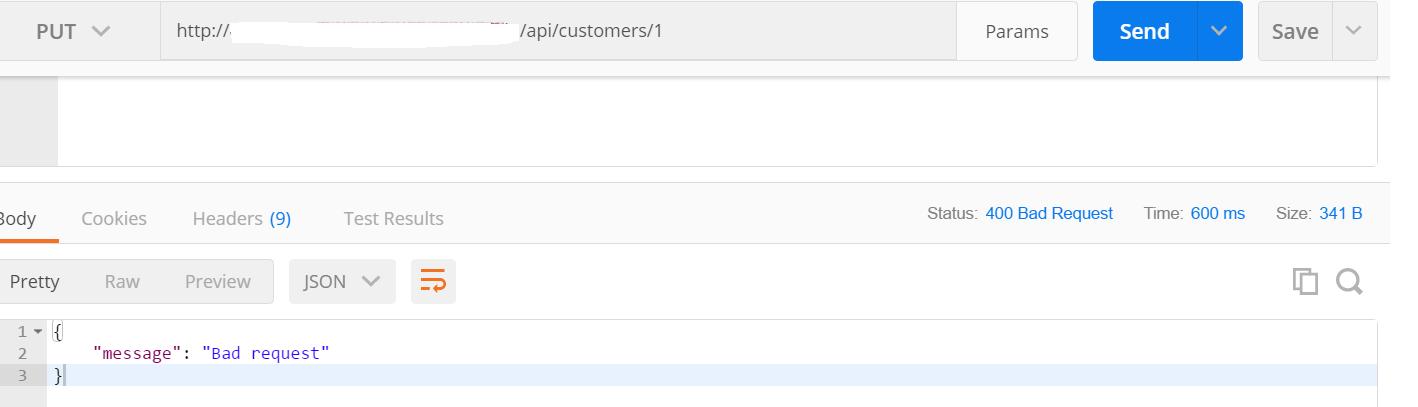 PUT http:// /api/customers/1 Params Send Save
Body Cookies Headers (9) Test Results Status: 400 Bad Request Time: 600 ms Size: 341 B
Pretty Raw Preview JSON
1 {
2 "message": "Bad request"
3 }